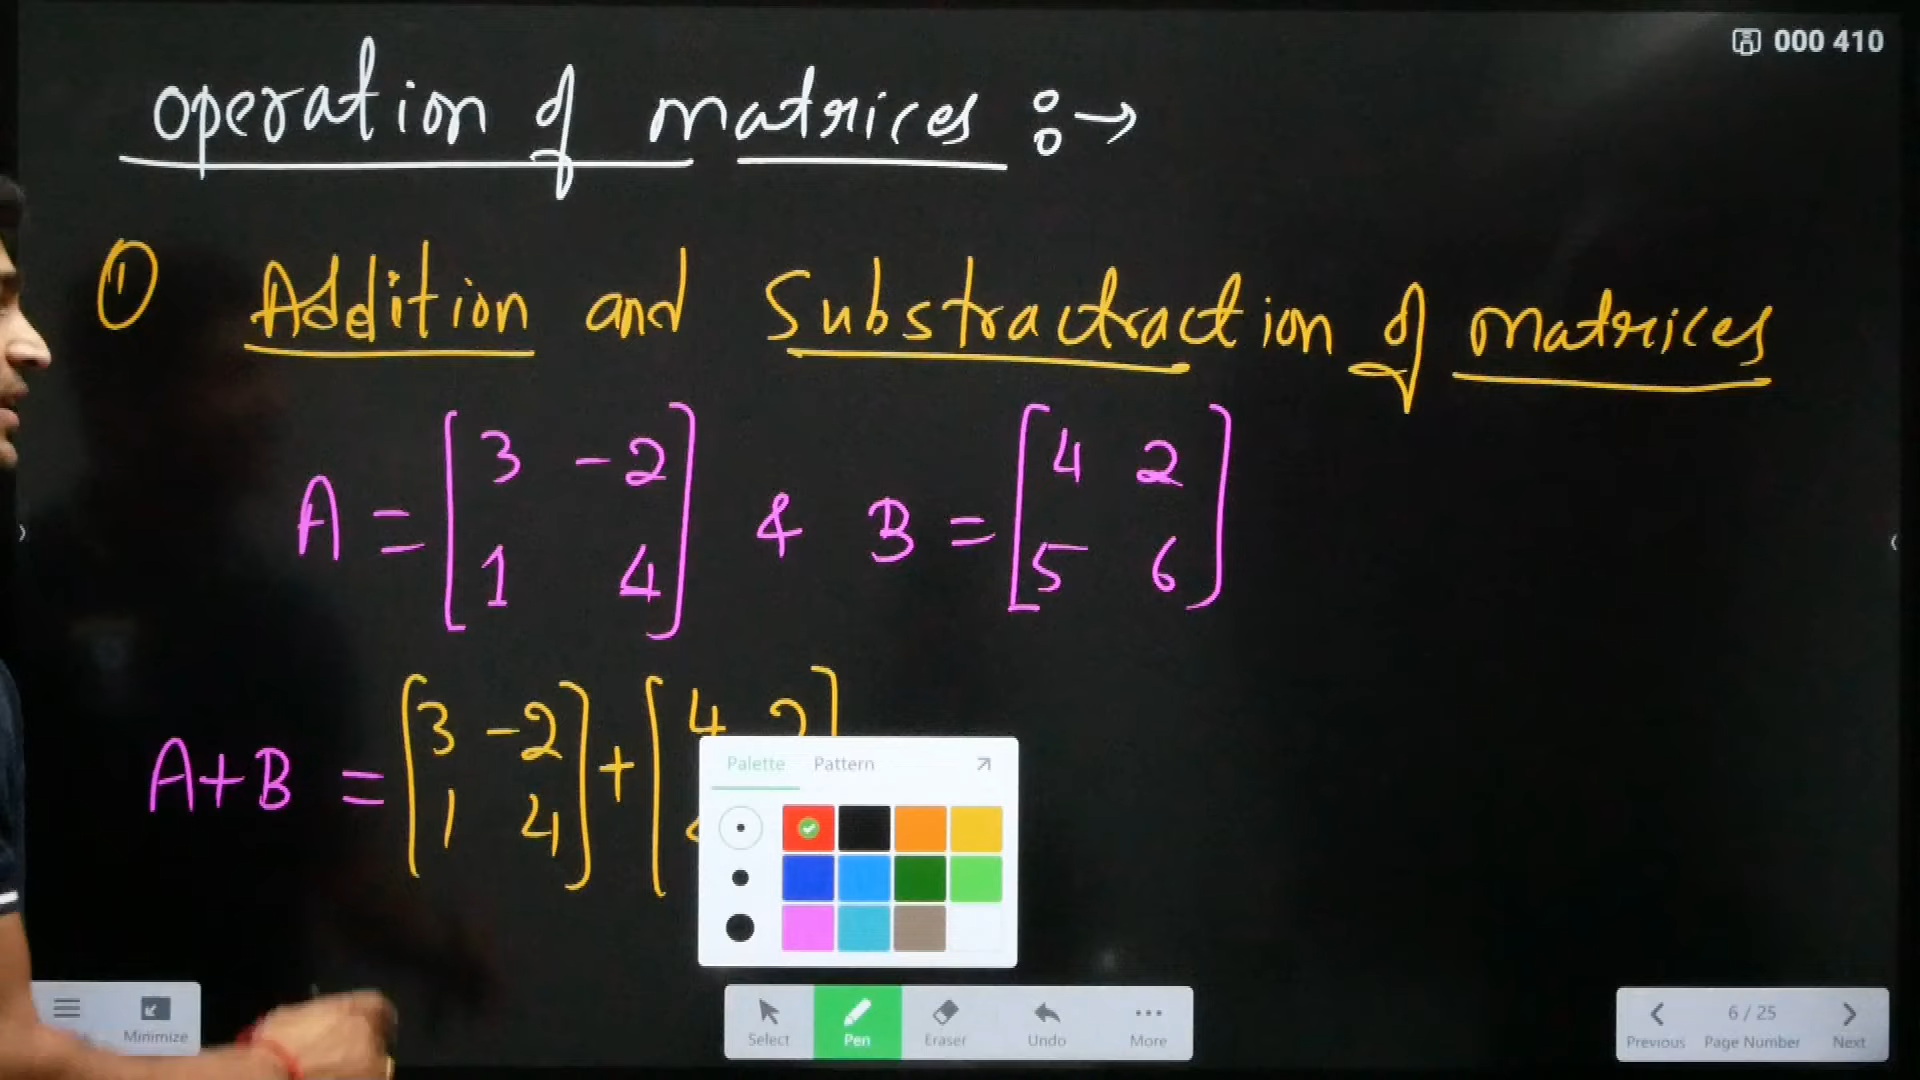 000 410
operation of matrices :→
① Addition and Substractraction of matrices
A = [3 -2 & B = [4 2
1 4] 5 6]
A+B = [3 -2 + [4 2]
1 4]
Palette Pattern
Minimize
Select Pen Eraser Undo More
6 / 25
Previous Page Number Next